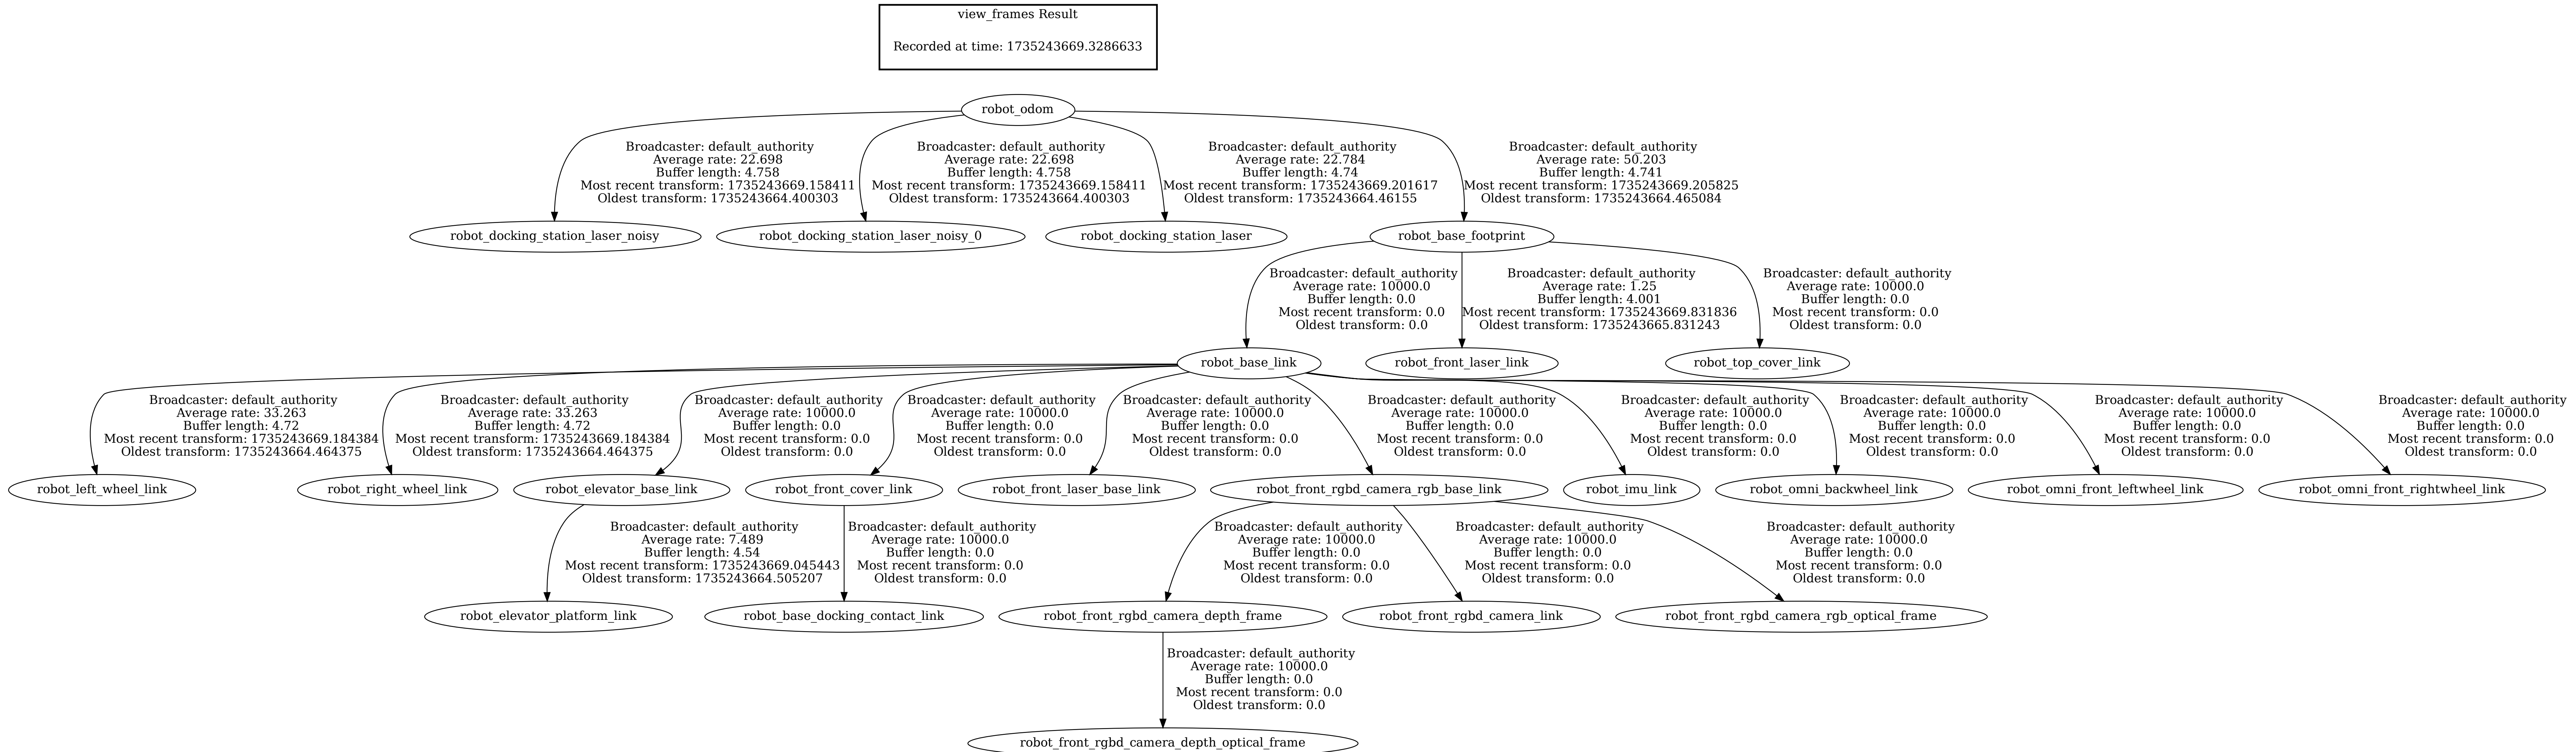 view_frames Result
Recorded at time: 1735243669.3286633
robot_odom
Broadcaster: default_authority
Average rate: 22.698
Buffer length: 4.758
Most recent transform: 1735243669.158411
Oldest transform: 1735243664.400303
Broadcaster: default_authority
Average rate: 22.698
Buffer length: 4.758
Most recent transform: 1735243669.158411
Oldest transform: 1735243664.400303
Broadcaster: default_authority
Average rate: 22.784
Buffer length: 4.74
Most recent transform: 1735243669.201617
Oldest transform: 1735243664.46155
Broadcaster: default_authority
Average rate: 50.203
Buffer length: 4.741
Most recent transform: 1735243669.205825
Oldest transform: 1735243664.465084
robot_docking_station_laser_noisy
robot_docking_station_laser_noisy_0
robot_docking_station_laser
robot_base_footprint
Broadcaster: default_authority
Average rate: 10000.0
Buffer length: 0.0
Most recent transform: 0.0
Oldest transform: 0.0
Broadcaster: default_authority
Average rate: 1.25
Buffer length: 4.001
Most recent transform: 1735243669.831836
Oldest transform: 1735243665.831243
Broadcaster: default_authority
Average rate: 10000.0
Buffer length: 0.0
Most recent transform: 0.0
Oldest transform: 0.0
robot_base_link
robot_front_laser_link
robot_top_cover_link
Broadcaster: default_authority
Average rate: 33.263
Buffer length: 4.72
Most recent transform: 1735243669.184384
Oldest transform: 1735243664.464375
Broadcaster: default_authority
Average rate: 33.263
Buffer length: 4.72
Most recent transform: 1735243669.184384
Oldest transform: 1735243664.464375
Broadcaster: default_authority
Average rate: 10000.0
Buffer length: 0.0
Most recent transform: 0.0
Oldest transform: 0.0
Broadcaster: default_authority
Average rate: 10000.0
Buffer length: 0.0
Most recent transform: 0.0
Oldest transform: 0.0
Broadcaster: default_authority
Average rate: 10000.0
Buffer length: 0.0
Most recent transform: 0.0
Oldest transform: 0.0
Broadcaster: default_authority
Average rate: 10000.0
Buffer length: 0.0
Most recent transform: 0.0
Oldest transform: 0.0
Broadcaster: default_authority
Average rate: 10000.0
Buffer length: 0.0
Most recent transform: 0.0
Oldest transform: 0.0
Broadcaster: default_authority
Average rate: 10000.0
Buffer length: 0.0
Most recent transform: 0.0
Oldest transform: 0.0
Broadcaster: default_authority
Average rate: 10000.0
Buffer length: 0.0
Most recent transform: 0.0
Oldest transform: 0.0
Broadcaster: default_authority
Average rate: 10000.0
Buffer length: 0.0
Most recent transform: 0.0
Oldest transform: 0.0
robot_left_wheel_link
robot_right_wheel_link
robot_elevator_base_link
robot_front_cover_link
robot_front_laser_base_link
robot_front_rgbd_camera_rgb_base_link
robot_imu_link
robot_omni_backwheel_link
robot_omni_front_leftwheel_link
robot_omni_front_rightwheel_link
Broadcaster: default_authority
Average rate: 7.489
Buffer length: 4.54
Most recent transform: 1735243669.045443
Oldest transform: 1735243664.505207
Broadcaster: default_authority
Average rate: 10000.0
Buffer length: 0.0
Most recent transform: 0.0
Oldest transform: 0.0
Broadcaster: default_authority
Average rate: 10000.0
Buffer length: 0.0
Most recent transform: 0.0
Oldest transform: 0.0
Broadcaster: default_authority
Average rate: 10000.0
Buffer length: 0.0
Most recent transform: 0.0
Oldest transform: 0.0
Broadcaster: default_authority
Average rate: 10000.0
Buffer length: 0.0
Most recent transform: 0.0
Oldest transform: 0.0
robot_elevator_platform_link
robot_base_docking_contact_link
robot_front_rgbd_camera_depth_frame
robot_front_rgbd_camera_link
robot_front_rgbd_camera_rgb_optical_frame
Broadcaster: default_authority
Average rate: 10000.0
Buffer length: 0.0
Most recent transform: 0.0
Oldest transform: 0.0
robot_front_rgbd_camera_depth_optical_frame